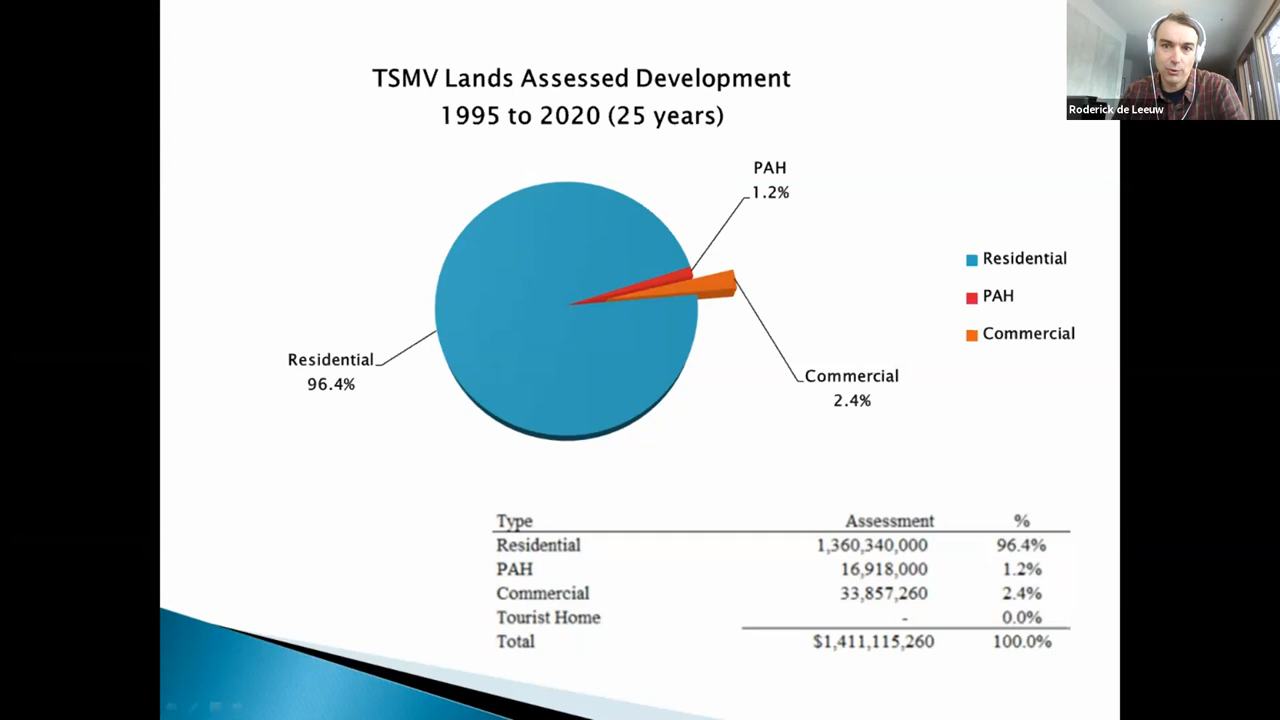 TSMV Lands Assessed Development
1995 to 2020 (25 years)
Roderick de Leeuw
PAH
1.2%
Residential
PAH
Commercial
Residential
96.4%
Commercial
2.4%
Type Assessment %
Residential 1,360,340,000 96.4%
PAH 16,918,000 1.2%
Commercial 33,857,260 2.4%
Tourist Home - 0.0%
Total $1,411,115,260 100.0%